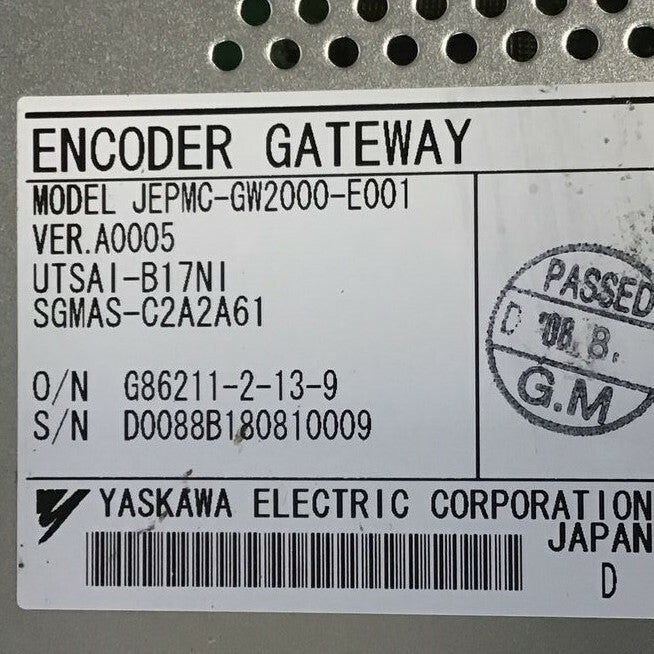 ENCODER GATEWAY
MODEL JEPMC-GW2000-E001
VER.A0005
UTSAI-B17NI
SGMAS-C2A2A61
O/N G86211-2-13-9
S/N D0088B180810009
PASSED
D '08. 8.
G.M
YASKAWA ELECTRIC CORPORATION
JAPAN
D